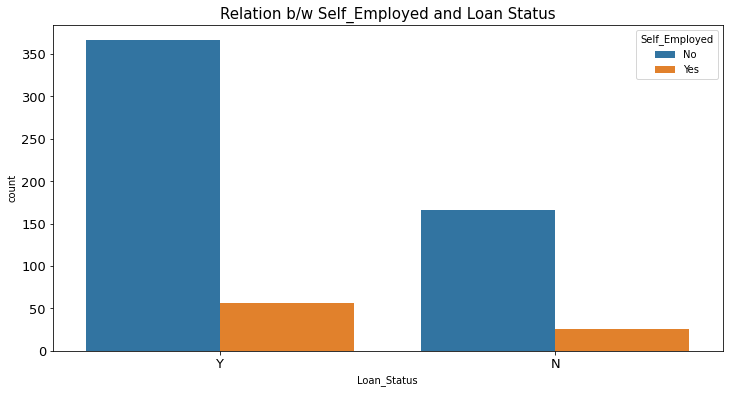 Relation b/w Self_Employed and Loan Status
Self_Employed
No
Yes
count
350
300
250
200
150
100
50
0
Y
N
Loan_Status